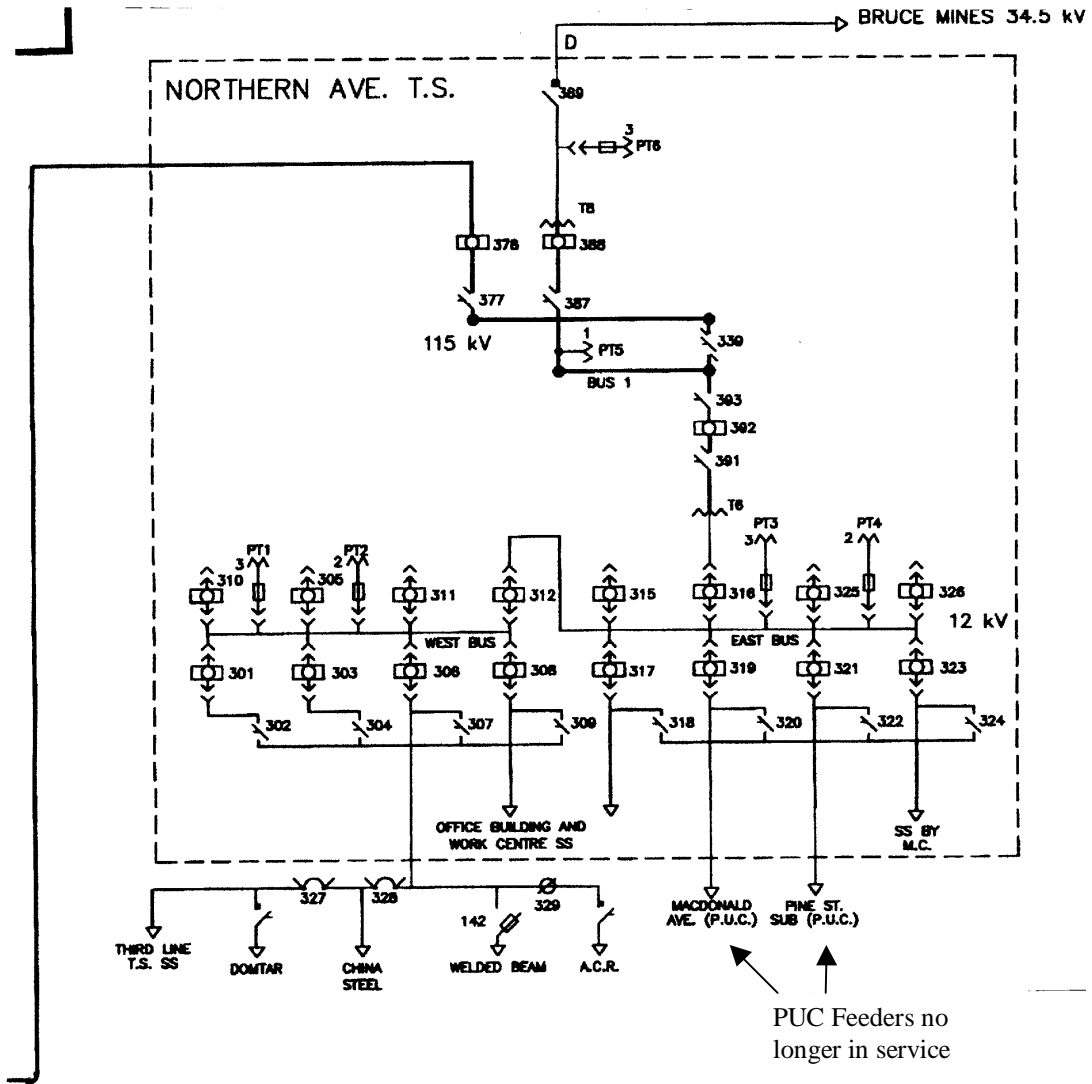 BRUCE MINES 34.5 kV
D
NORTHERN AVE. T.S.
389
3
PT6
T8
378
388
377
387
115 kV
339
1
PT5
BUS 1
393
392
391
T6
PT1
PT2
PT3
PT4
3
2
3
2
310
305
311
312
315
316
325
326
WEST BUS
EAST BUS
12 kV
301
303
306
308
317
319
321
323
302
304
307
309
318
320
322
324
OFFICE BUILDING AND
WORK CENTRE SS
SS BY
M.C.
327
328
329
142
MACDONALD
AVE. (P.U.C.)
PINE ST.
SUB (P.U.C.)
THIRD LINE
T.S. SS
DOMTAR
CHINA
STEEL
WELDED BEAM
A.C.R.
PUC Feeders no
longer in service